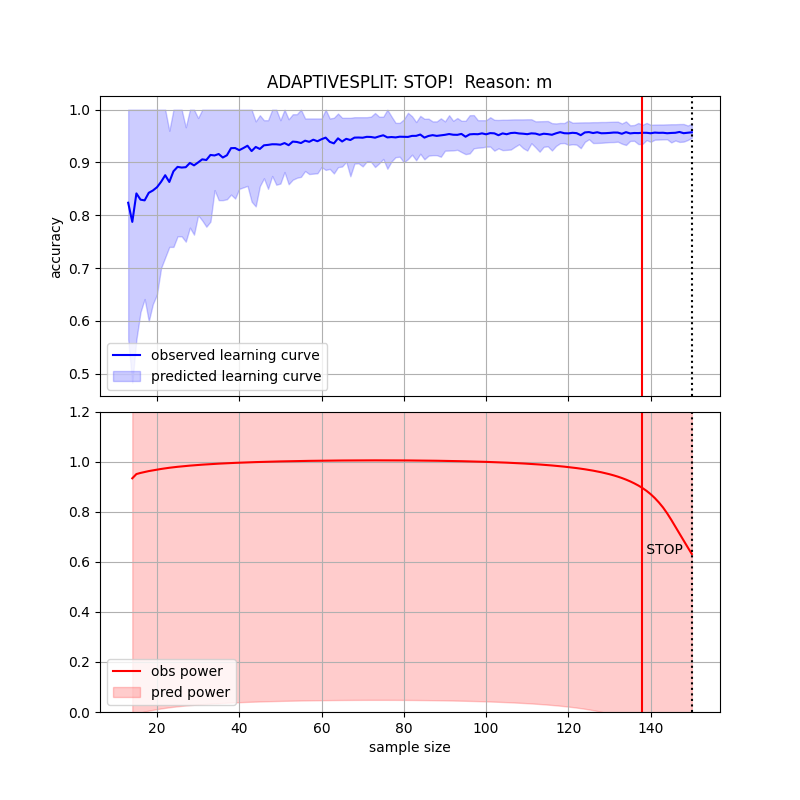 ADAPTIVESPLIT: STOP!  Reason: m
1.0
0.9
0.8
0.7
0.6
0.5
accuracy
observed learning curve
predicted learning curve
1.2
1.0
0.8
0.6
0.4
0.2
0.0
STOP
obs power
pred power
20 40 60 80 100 120 140
sample size